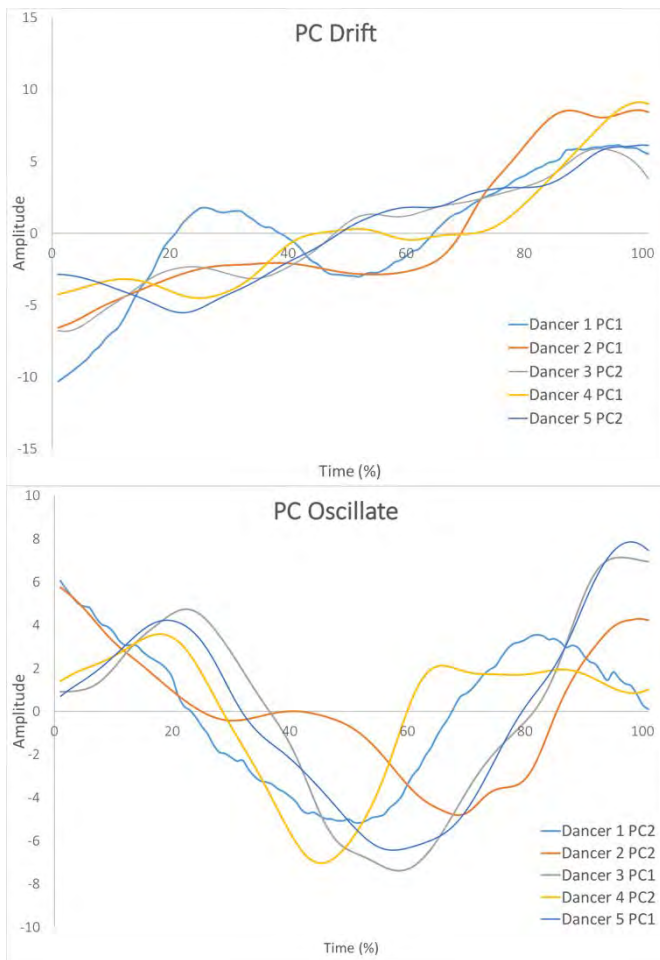 PC Drift
15
10
5
0
-5
-10
-15
Amplitude
0 20 40 60 80 100
Dancer 1 PC1
Dancer 2 PC1
Dancer 3 PC2
Dancer 4 PC1
Dancer 5 PC2
Time (%)
PC Oscillate
10
8
6
4
2
0
-2
-4
-6
-8
-10
Amplitude
0 20 40 60 80 100
Dancer 1 PC2
Dancer 2 PC2
Dancer 3 PC1
Dancer 4 PC2
Dancer 5 PC1
Time (%)